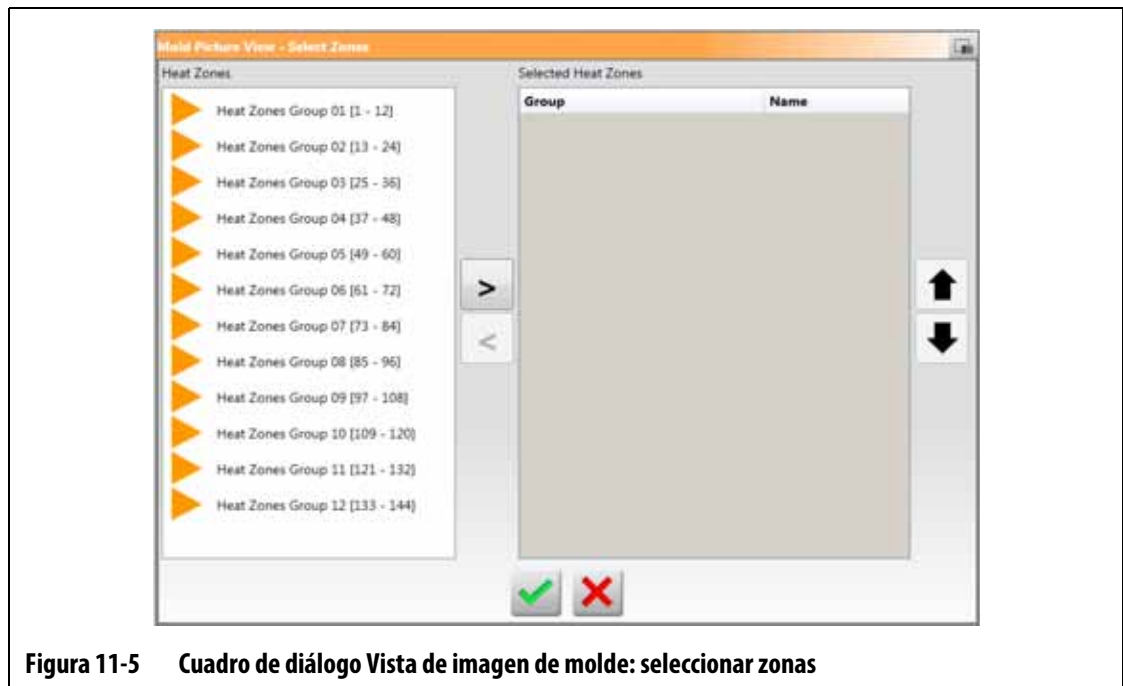 Mold Picture View - Select Zones
Heat Zones
Selected Heat Zones
Group Name
Heat Zones Group 01 [1 - 12]
Heat Zones Group 02 [13 - 24]
Heat Zones Group 03 [25 - 36]
Heat Zones Group 04 [37 - 48]
Heat Zones Group 05 [49 - 60]
Heat Zones Group 06 [61 - 72]
Heat Zones Group 07 [73 - 84]
Heat Zones Group 08 [85 - 96]
Heat Zones Group 09 [97 - 108]
Heat Zones Group 10 [109 - 120]
Heat Zones Group 11 [121 - 132]
Heat Zones Group 12 [133 - 144]
>
<
Figura 11-5 Cuadro de diálogo Vista de imagen de molde: seleccionar zonas